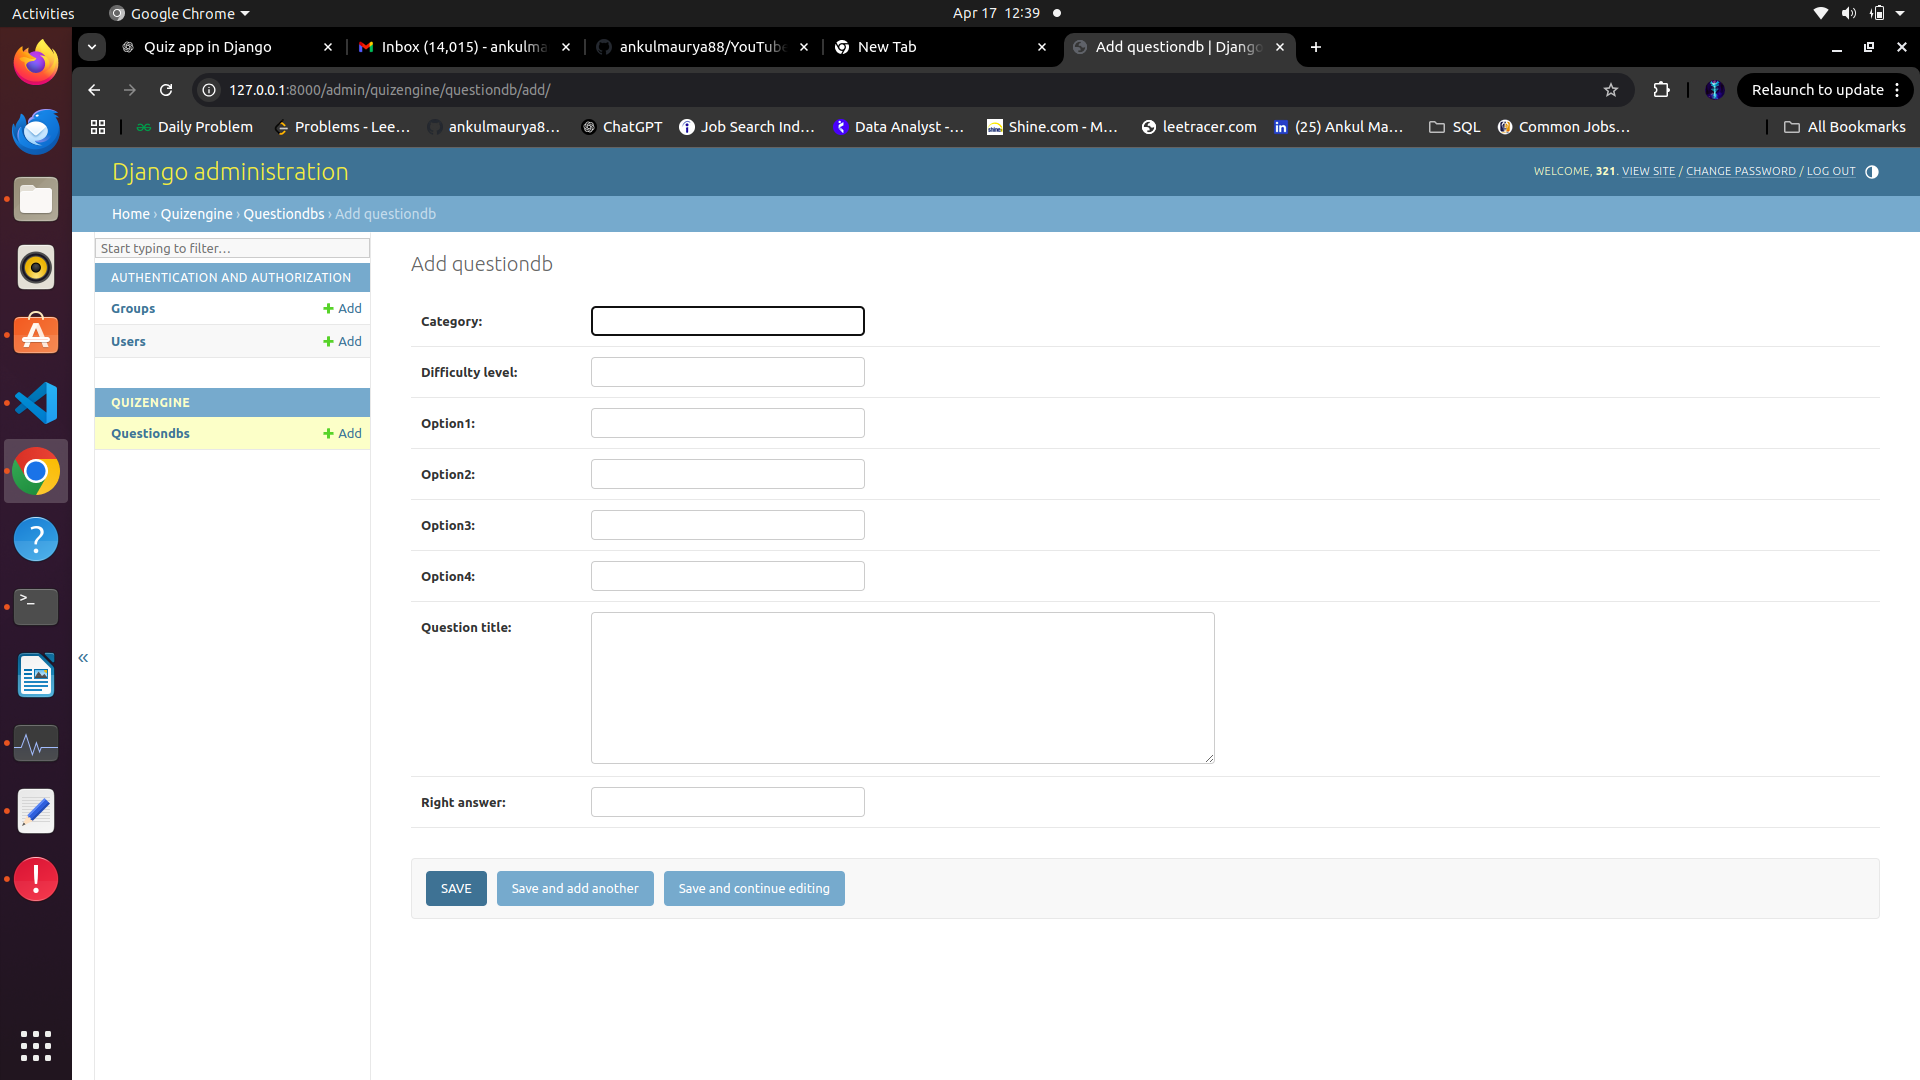 Activities
Google Chrome
Apr 17 12:39
Quiz app in Django
Inbox (14,015) - ankulma
ankulmaurya88/YouTube
New Tab
Add questiondb | Django
127.0.0.1:8000/admin/quizengine/questiondb/add/
Relaunch to update
Daily Problem
Problems - Lee...
ankulmaurya8...
ChatGPT
Job Search Ind...
Data Analyst -...
Shine.com - M...
leetracer.com
(25) Ankul Ma...
SQL
Common Jobs...
All Bookmarks
Django administration
WELCOME, 321. VIEW SITE / CHANGE PASSWORD / LOG OUT
Home › Quizengine › Questiondbs › Add questiondb
Start typing to filter...
AUTHENTICATION AND AUTHORIZATION
Groups
Add
Users
Add
QUIZENGINE
Questiondbs
Add
«
Add questiondb
Category:
Difficulty level:
Option1:
Option2:
Option3:
Option4:
Question title:
Right answer:
SAVE
Save and add another
Save and continue editing